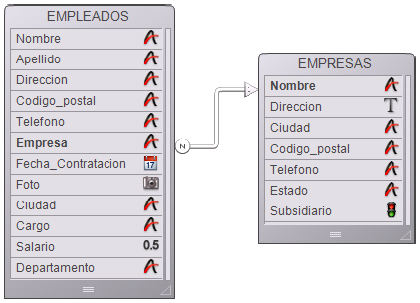 EMPLEADOS
Nombre
Apellido
Direccion
Codigo_postal
Telefono
Empresa
Fecha_Contratacion
17
Foto
Ciudad
Cargo
Salario 0.5
Departamento
N
EMPRESAS
Nombre
Direccion T
Ciudad
Codigo_postal
Telefono
Estado
Subsidiario